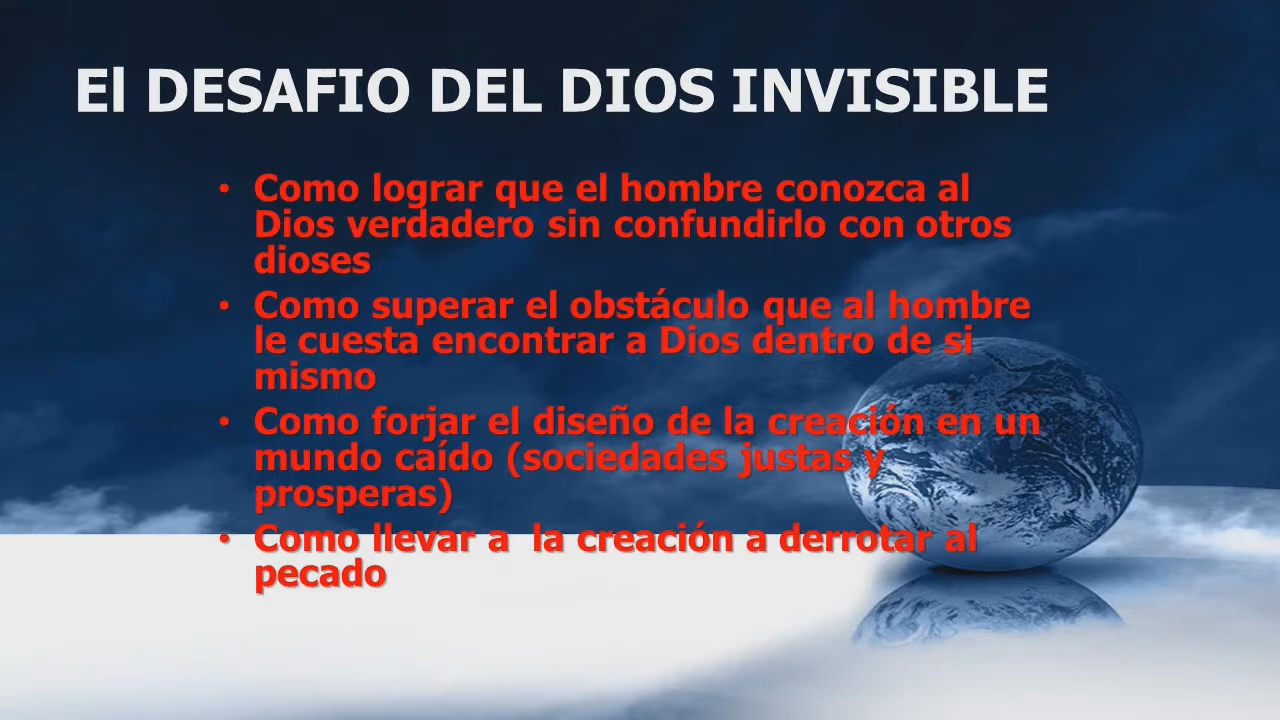 El DESAFIO DEL DIOS INVISIBLE
• Como lograr que el hombre conozca al
Dios verdadero sin confundirlo con otros
dioses
• Como superar el obstáculo que al hombre
le cuesta encontrar a Dios dentro de si
mismo
• Como forjar el diseño de la creación en un
mundo caído (sociedades justas y
prosperas)
• Como llevar a  la creación a derrotar al
pecado